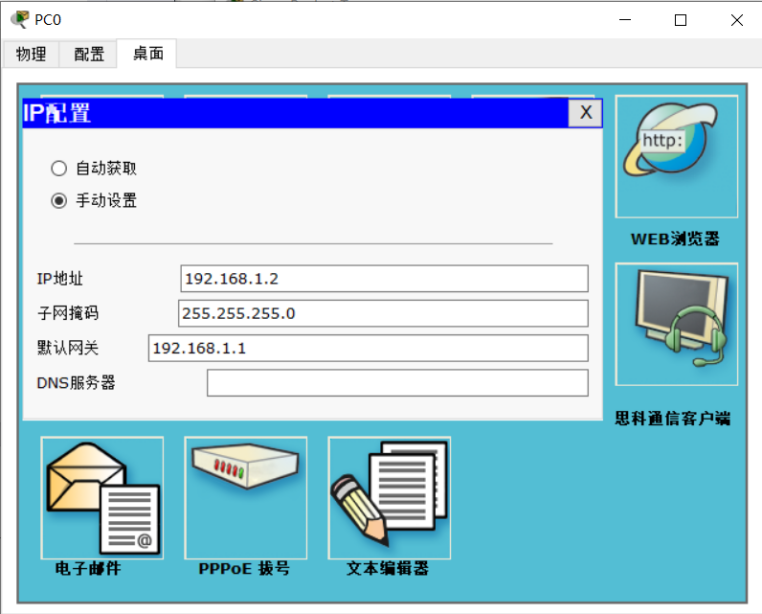 PC0
物理 配置 桌面
IP配置 X
自动获取
手动设置
IP地址 192.168.1.2
子网掩码 255.255.255.0
默认网关 192.168.1.1
DNS服务器
http:
WEB浏览器
思科通信客户端
@
电子邮件 PPPoE 拨号 文本编辑器